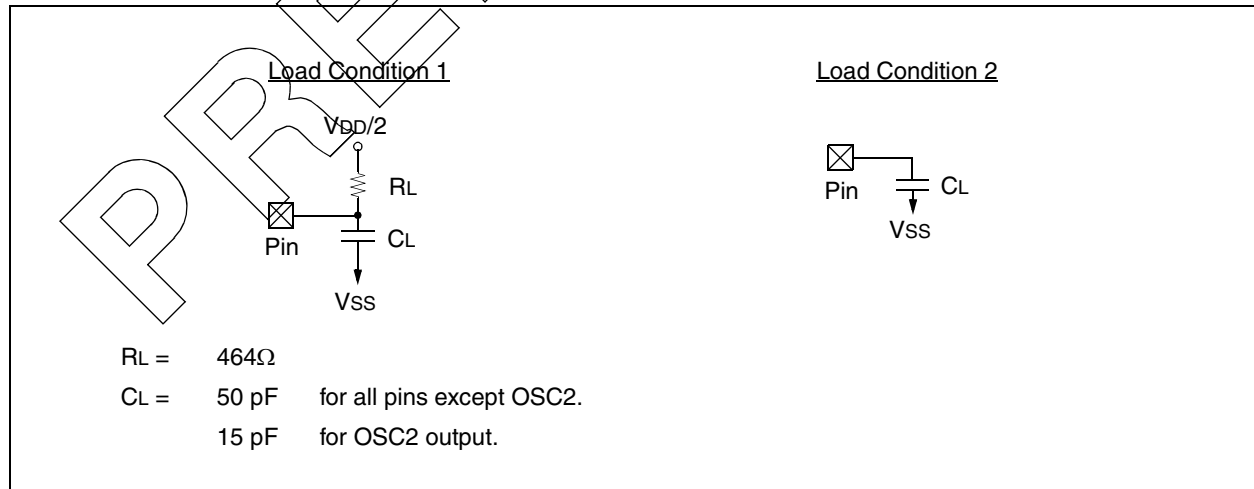 Load Condition 1
VDD/2
RL
Pin
CL
VSS
Load Condition 2
Pin
CL
VSS
RL = 464Ω
CL = 50 pF for all pins except OSC2.
15 pF for OSC2 output.
PRE